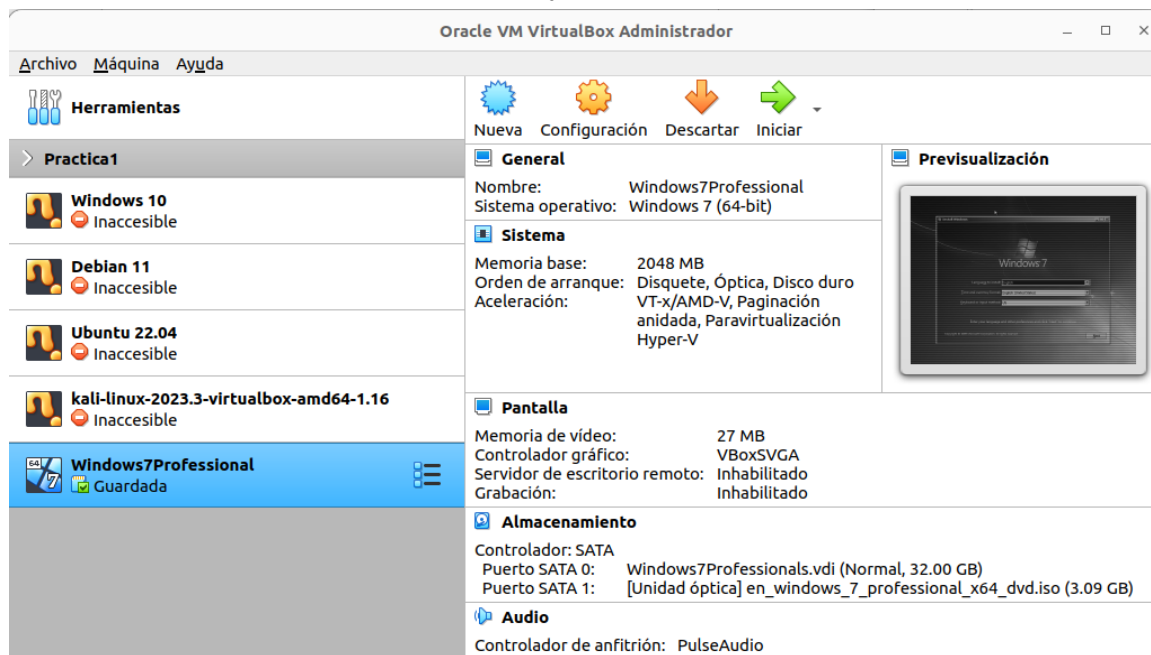 Oracle VM VirtualBox Administrador
Archivo Máquina Ayuda
Herramientas
Nueva Configuración Descartar Iniciar
Practica1
Windows 10
Inaccesible
Debian 11
Inaccesible
Ubuntu 22.04
Inaccesible
kali-linux-2023.3-virtualbox-amd64-1.16
Inaccesible
64
7
Windows7Professional
Guardada
General
Nombre: Windows7Professional
Sistema operativo: Windows 7 (64-bit)
Previsualización
Windows 7
Sistema
Memoria base: 2048 MB
Orden de arranque: Disquete, Óptica, Disco duro
Aceleración: VT-x/AMD-V, Paginación
anidada, Paravirtualización
Hyper-V
Pantalla
Memoria de vídeo: 27 MB
Controlador gráfico: VBoxSVGA
Servidor de escritorio remoto: Inhabilitado
Grabación: Inhabilitado
Almacenamiento
Controlador: SATA
Puerto SATA 0: Windows7Professionals.vdi (Normal, 32.00 GB)
Puerto SATA 1: [Unidad óptica] en_windows_7_professional_x64_dvd.iso (3.09 GB)
Audio
Controlador de anfitrión: PulseAudio